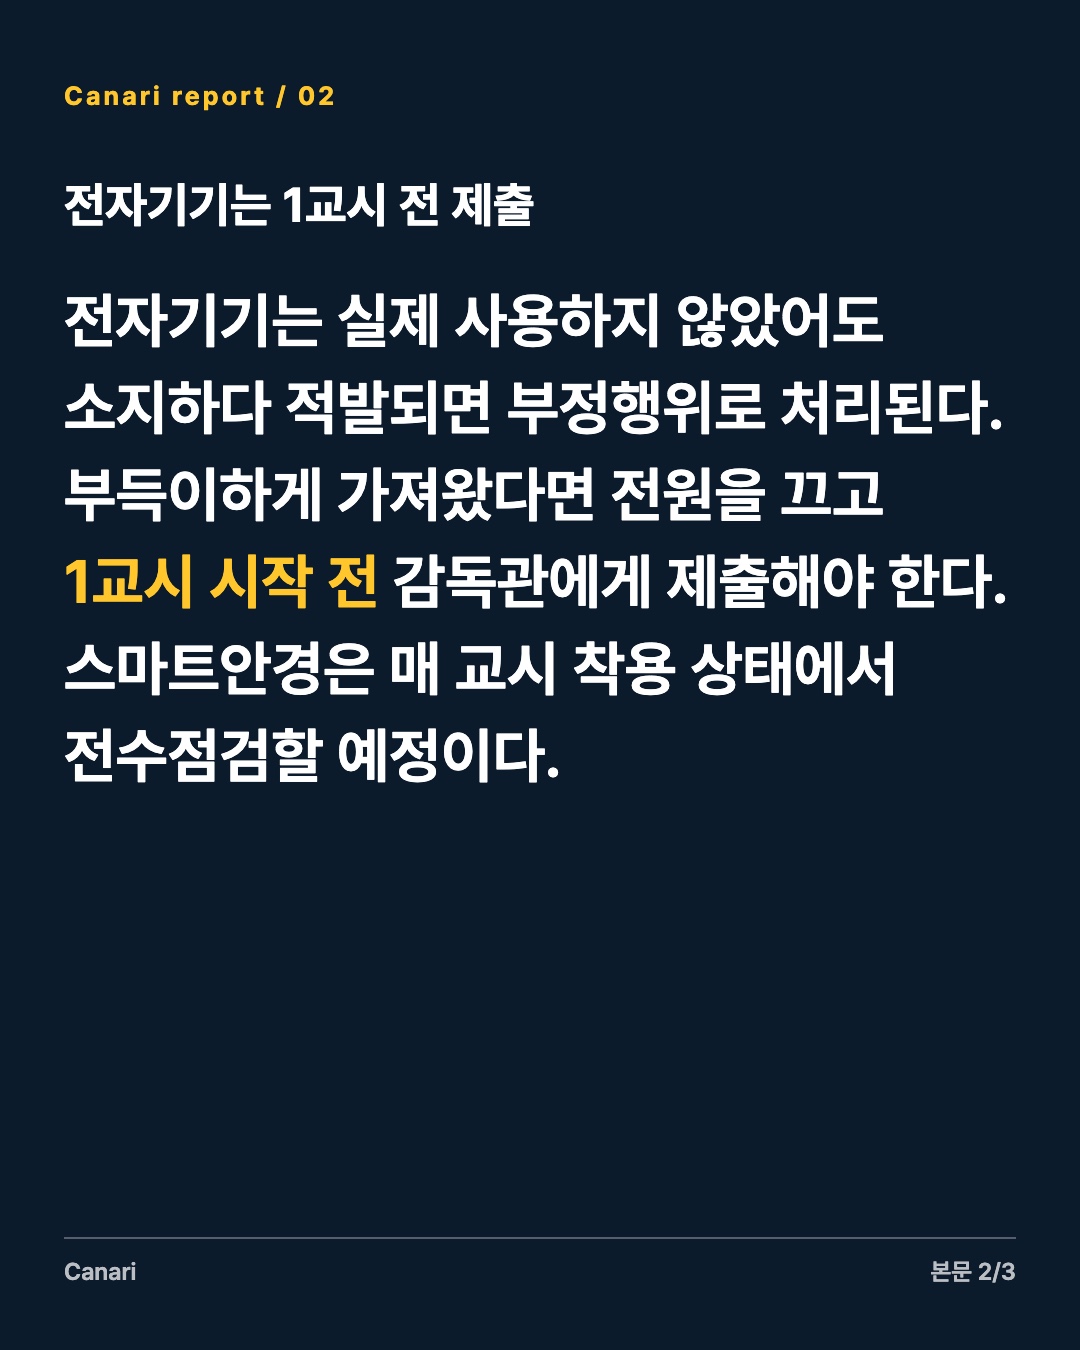 Canari report / 02
전자기기는 1교시 전 제출
전자기기는 실제 사용하지 않았어도
소지하다 적발되면 부정행위로 처리된다.
부득이하게 가져왔다면 전원을 끄고
1교시 시작 전 감독관에게 제출해야 한다.
스마트안경은 매 교시 착용 상태에서
전수점검할 예정이다.
Canari
본문 2/3